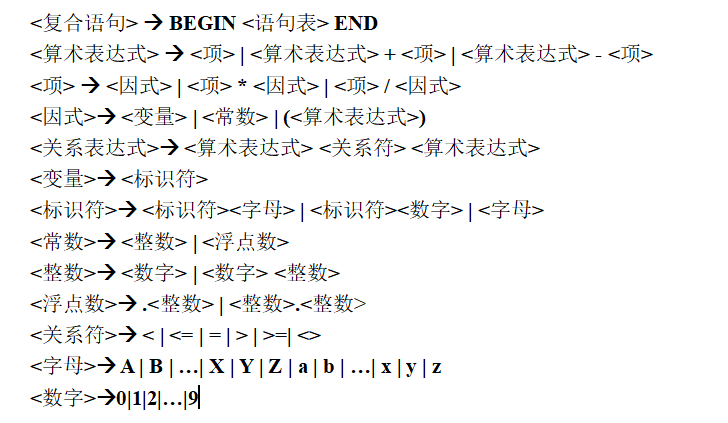 <复合语句> → BEGIN <语句表> END
<算术表达式> → <项> | <算术表达式> + <项> | <算术表达式> - <项>
<项> → <因式> | <项> * <因式> | <项> / <因式>
<因式>→ <变量> | <常数> | (<算术表达式>)
<关系表达式>→ <算术表达式> <关系符> <算术表达式>
<变量>→ <标识符>
<标识符>→ <标识符><字母> | <标识符><数字> | <字母>
<常数>→ <整数> | <浮点数>
<整数>→ <数字> | <数字> <整数>
<浮点数>→ .<整数> | <整数>.<整数>
<关系符>→ < | <= | = | > | >=| <>
<字母>→ A | B | …| X | Y | Z | a | b | …| x | y | z
<数字>→0|1|2|…|9